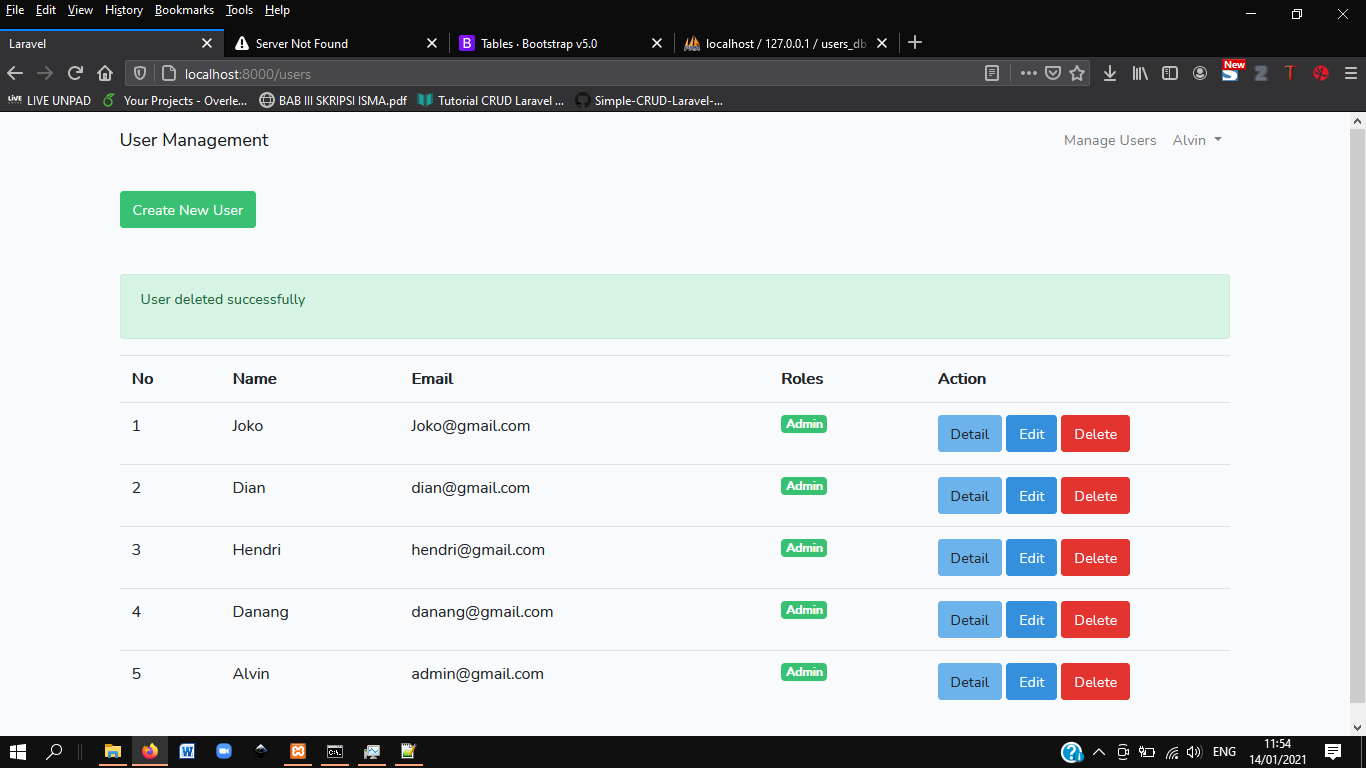 File Edit View History Bookmarks Tools Help
Laravel Server Not Found Tables · Bootstrap v5.0 localhost / 127.0.0.1 / users_db
localhost:8000/users New
LIVE LIVE UNPAD Your Projects - Overle... BAB III SKRIPSI ISMA.pdf Tutorial CRUD Laravel ... Simple-CRUD-Laravel-...
User Management Manage Users Alvin
Create New User
User deleted successfully
No Name Email Roles Action
1 Joko Joko@gmail.com Admin Detail Edit Delete
2 Dian dian@gmail.com Admin Detail Edit Delete
3 Hendri hendri@gmail.com Admin Detail Edit Delete
4 Danang danang@gmail.com Admin Detail Edit Delete
5 Alvin admin@gmail.com Admin Detail Edit Delete
ENG 11:54
14/01/2021